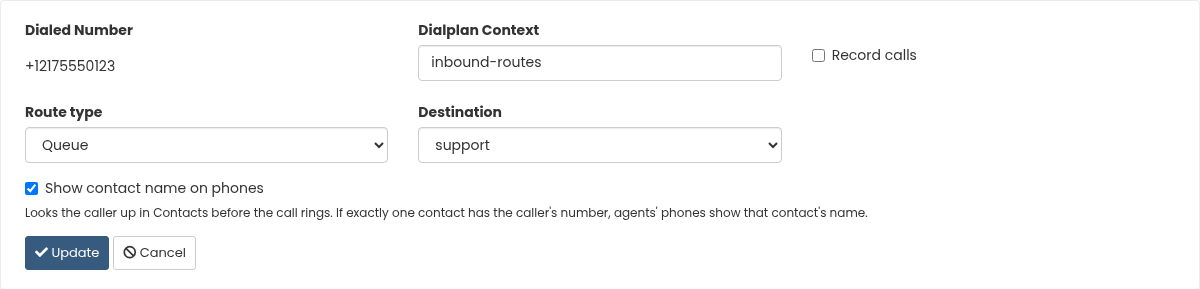 Dialed Number
Dialplan Context
+12175550123
inbound-routes
Record calls
Route type
Destination
Queue
support
Show contact name on phones
Looks the caller up in Contacts before the call rings. If exactly one contact has the caller's number, agents' phones show that contact's name.
Update
Cancel